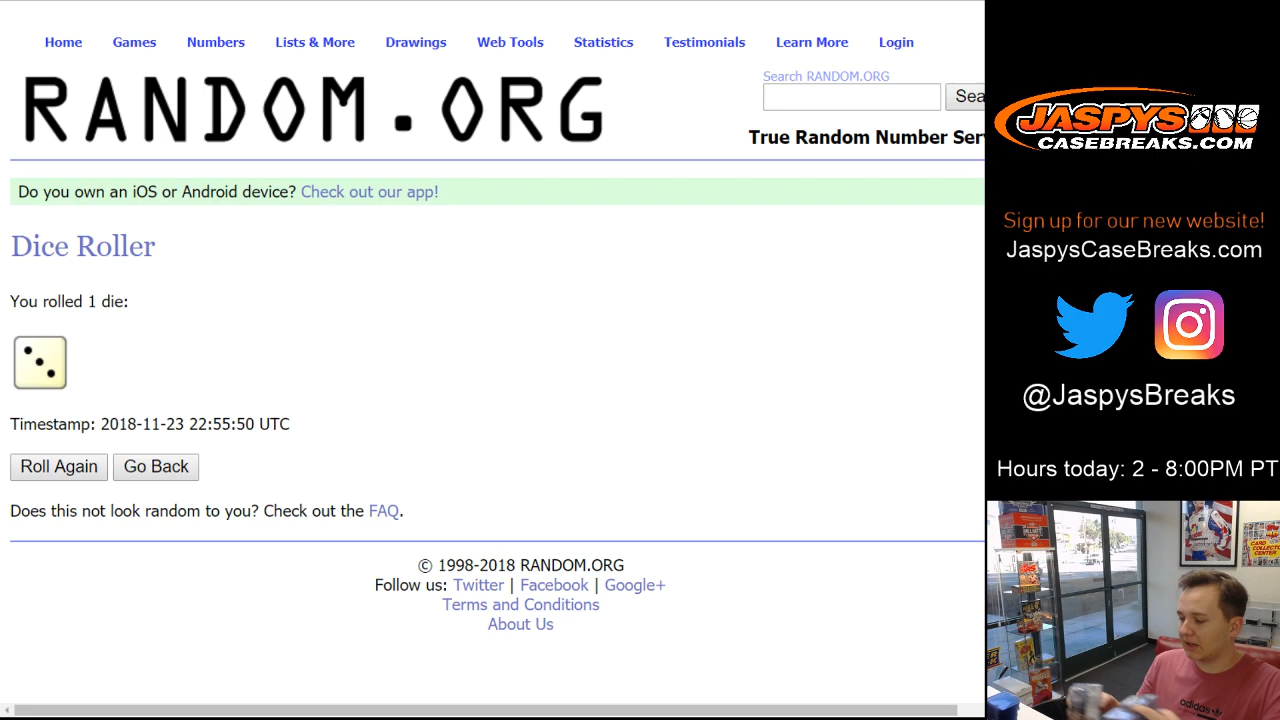 Home Games Numbers Lists & More Drawings Web Tools Statistics Testimonials Learn More Login
RANDOM.ORG
Search RANDOM.ORG
Sea
True Random Number Ser
Do you own an iOS or Android device? Check out our app!
Dice Roller
You rolled 1 die:
Timestamp: 2018-11-23 22:55:50 UTC
Roll Again Go Back
Does this not look random to you? Check out the FAQ.
© 1998-2018 RANDOM.ORG
Follow us: Twitter | Facebook | Google+
Terms and Conditions
About Us
JASPYS
CASEBREAKS.COM
Sign up for our new website!
JaspysCaseBreaks.com
@JaspysBreaks
Hours today: 2 - 8:00PM PT
CARD
COLLECTO
CENTER
adidas